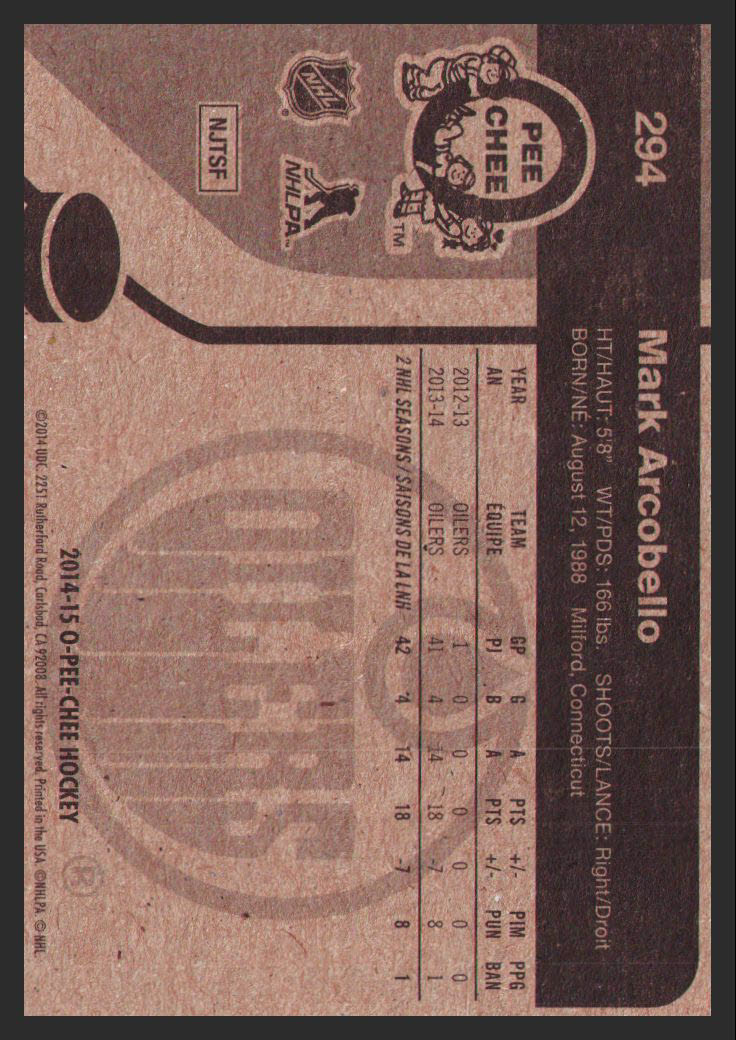 294
Mark Arcobello
HT/HAUT: 5'8" WT/PDS: 166 lbs. SHOOTS/LANCE: Right/Droit
BORN/NÉ: August 12, 1988 Milford, Connecticut
PEE
CHEE
TM
NHL
®
NHLPA™
NJTSF
YEAR TEAM GP G A PTS +/- PIM PPG
AN ÉQUIPE PJ B A PTS +/- PUN BAN
2012-13 OILERS 1 0 0 0 0 0 0
2013-14 OILERS 41 4 14 18 -7 8 1
2 NHL SEASONS / SAISONS DE LA LNH 42 4 14 18 -7 8 1
OILERS
®
2014-15 O-PEE-CHEE HOCKEY
©2014 UDC. 2251 Rutherford Road, Carlsbad, CA 92008. All rights reserved. Printed in the USA. ©NHLPA. ©NHL.